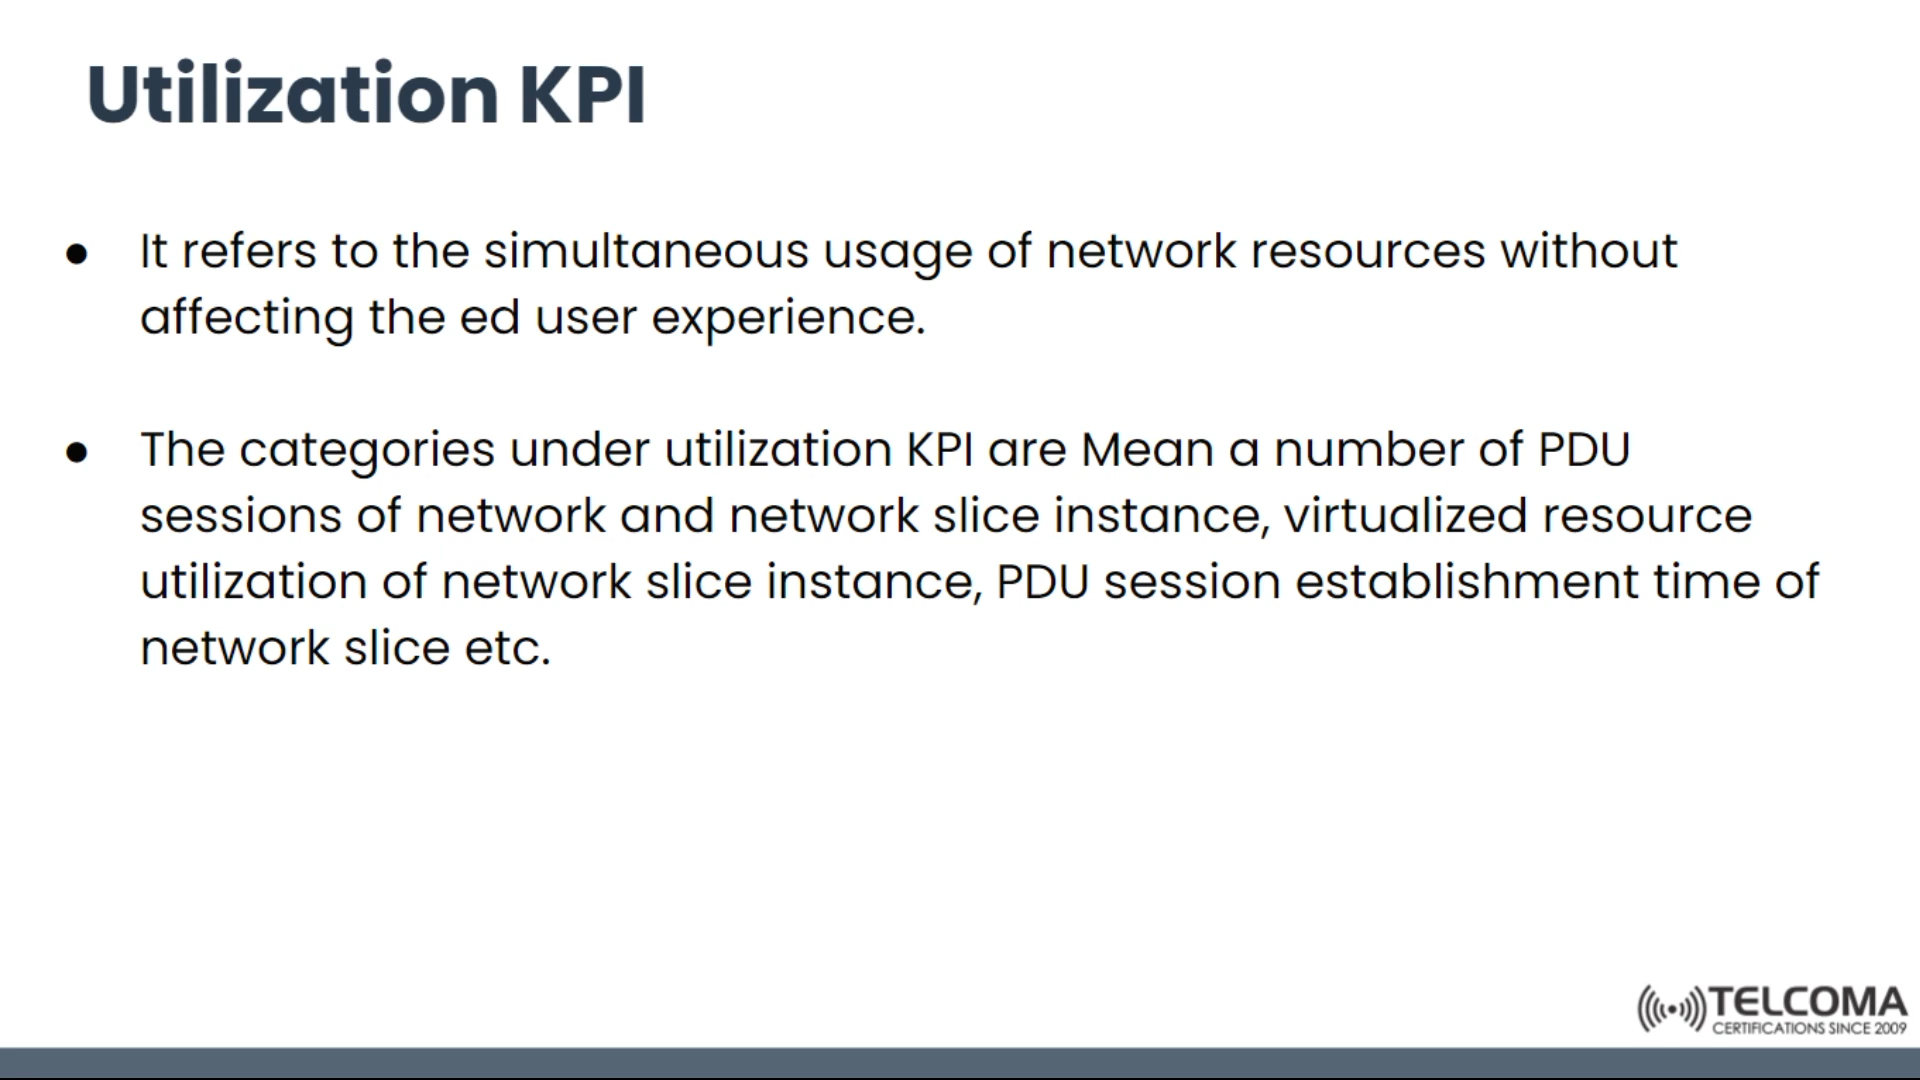 Utilization KPI
● It refers to the simultaneous usage of network resources without
affecting the ed user experience.
● The categories under utilization KPI are Mean a number of PDU
sessions of network and network slice instance, virtualized resource
utilization of network slice instance, PDU session establishment time of
network slice etc.
TELCOMA
CERTIFICATIONS SINCE 2009